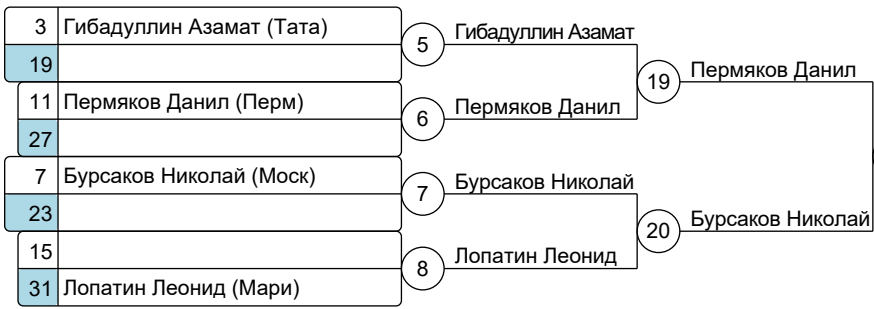 3 Гибадуллин Азамат (Тата)
19
11 Пермяков Данил (Перм)
27
7 Бурсаков Николай (Моск)
23
15
31 Лопатин Леонид (Мари)
5 Гибадуллин Азамат
6 Пермяков Данил
7 Бурсаков Николай
8 Лопатин Леонид
19 Пермяков Данил
20 Бурсаков Николай